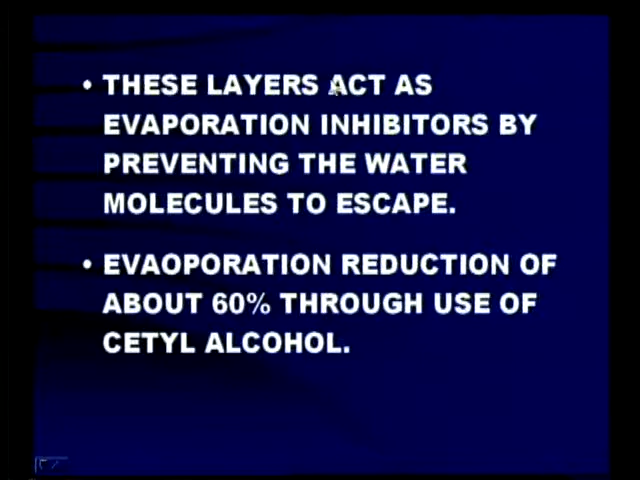 • THESE LAYERS ACT AS
EVAPORATION INHIBITORS BY
PREVENTING THE WATER
MOLECULES TO ESCAPE.
• EVAOPORATION REDUCTION OF
ABOUT 60% THROUGH USE OF
CETYL ALCOHOL.